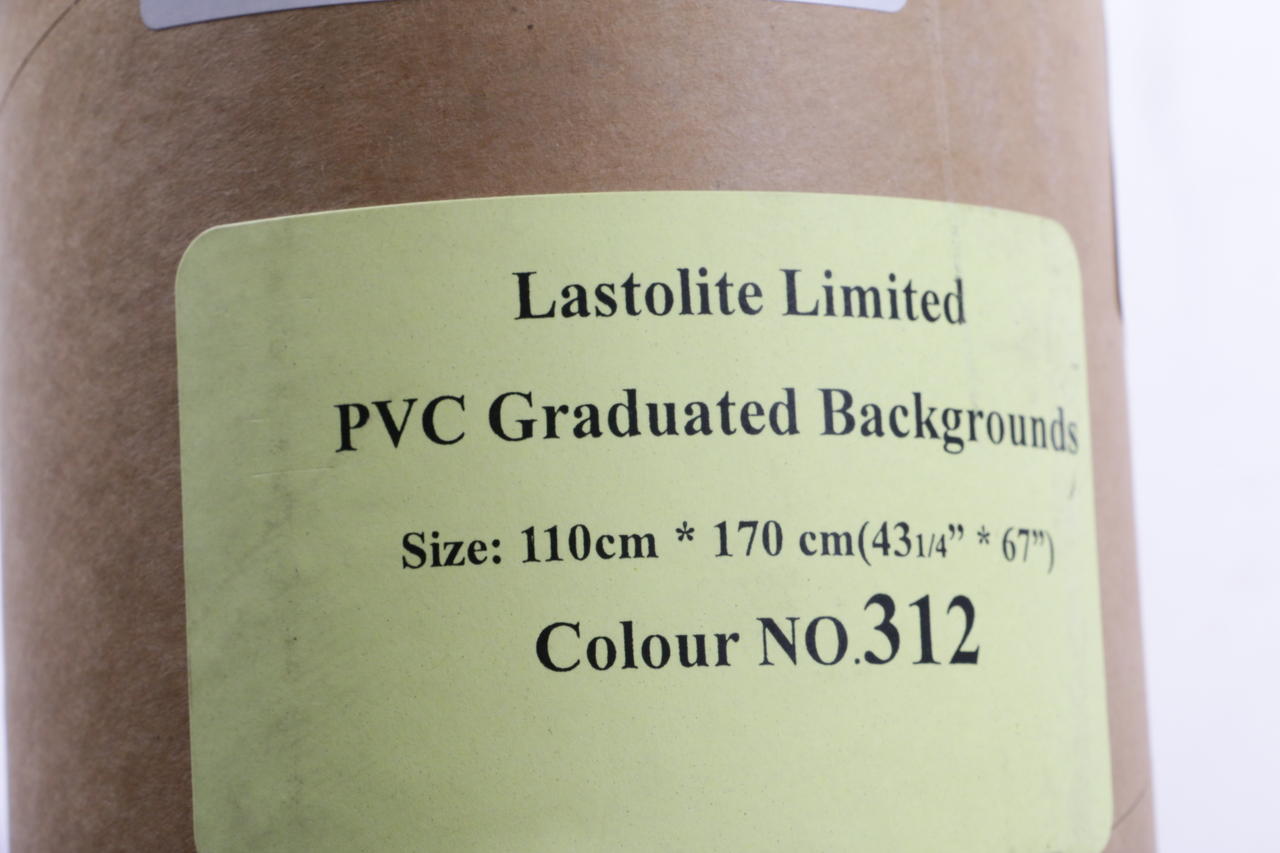 Lastolite Limited
PVC Graduated Backgrounds
Size: 110cm * 170 cm(431/4” * 67”)
Colour NO.312